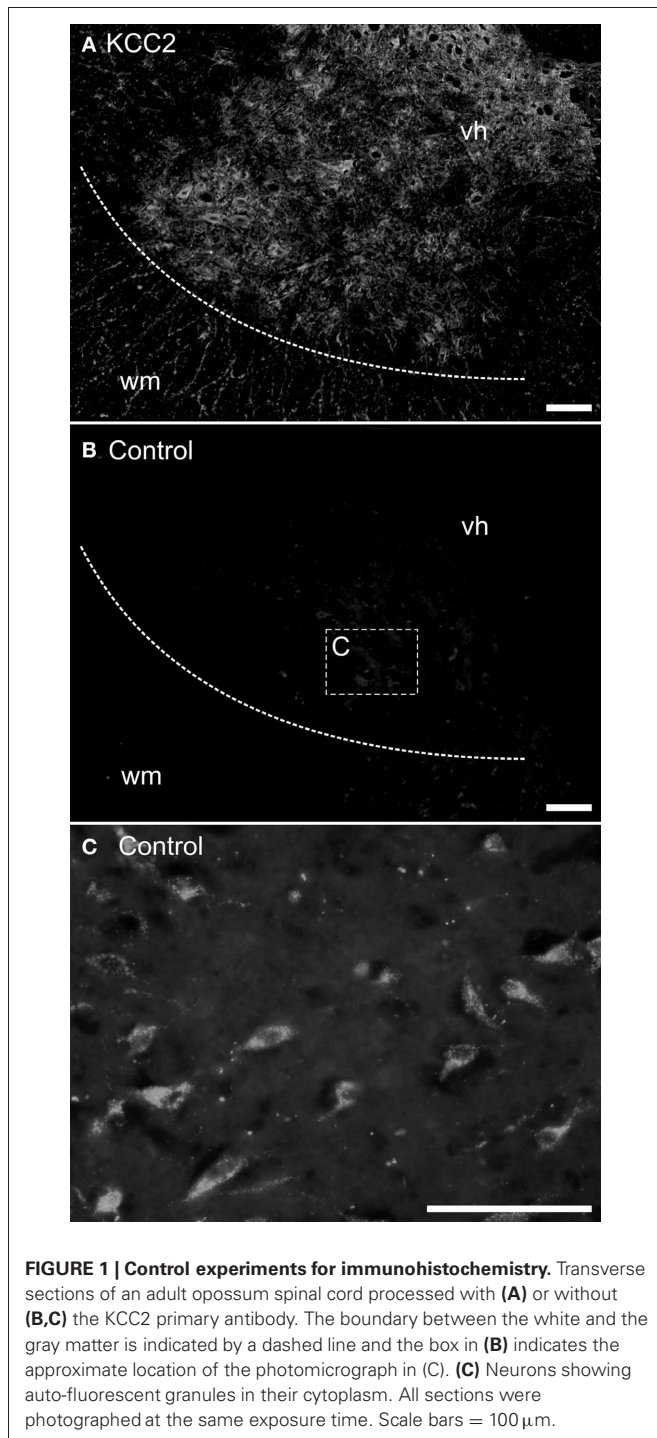 A KCC2
vh
wm
B Control
vh
C
wm
C Control
FIGURE 1 | Control experiments for immunohistochemistry. Transverse
sections of an adult opossum spinal cord processed with (A) or without
(B,C) the KCC2 primary antibody. The boundary between the white and the
gray matter is indicated by a dashed line and the box in (B) indicates the
approximate location of the photomicrograph in (C). (C) Neurons showing
auto-fluorescent granules in their cytoplasm. All sections were
photographed at the same exposure time. Scale bars = 100 μm.